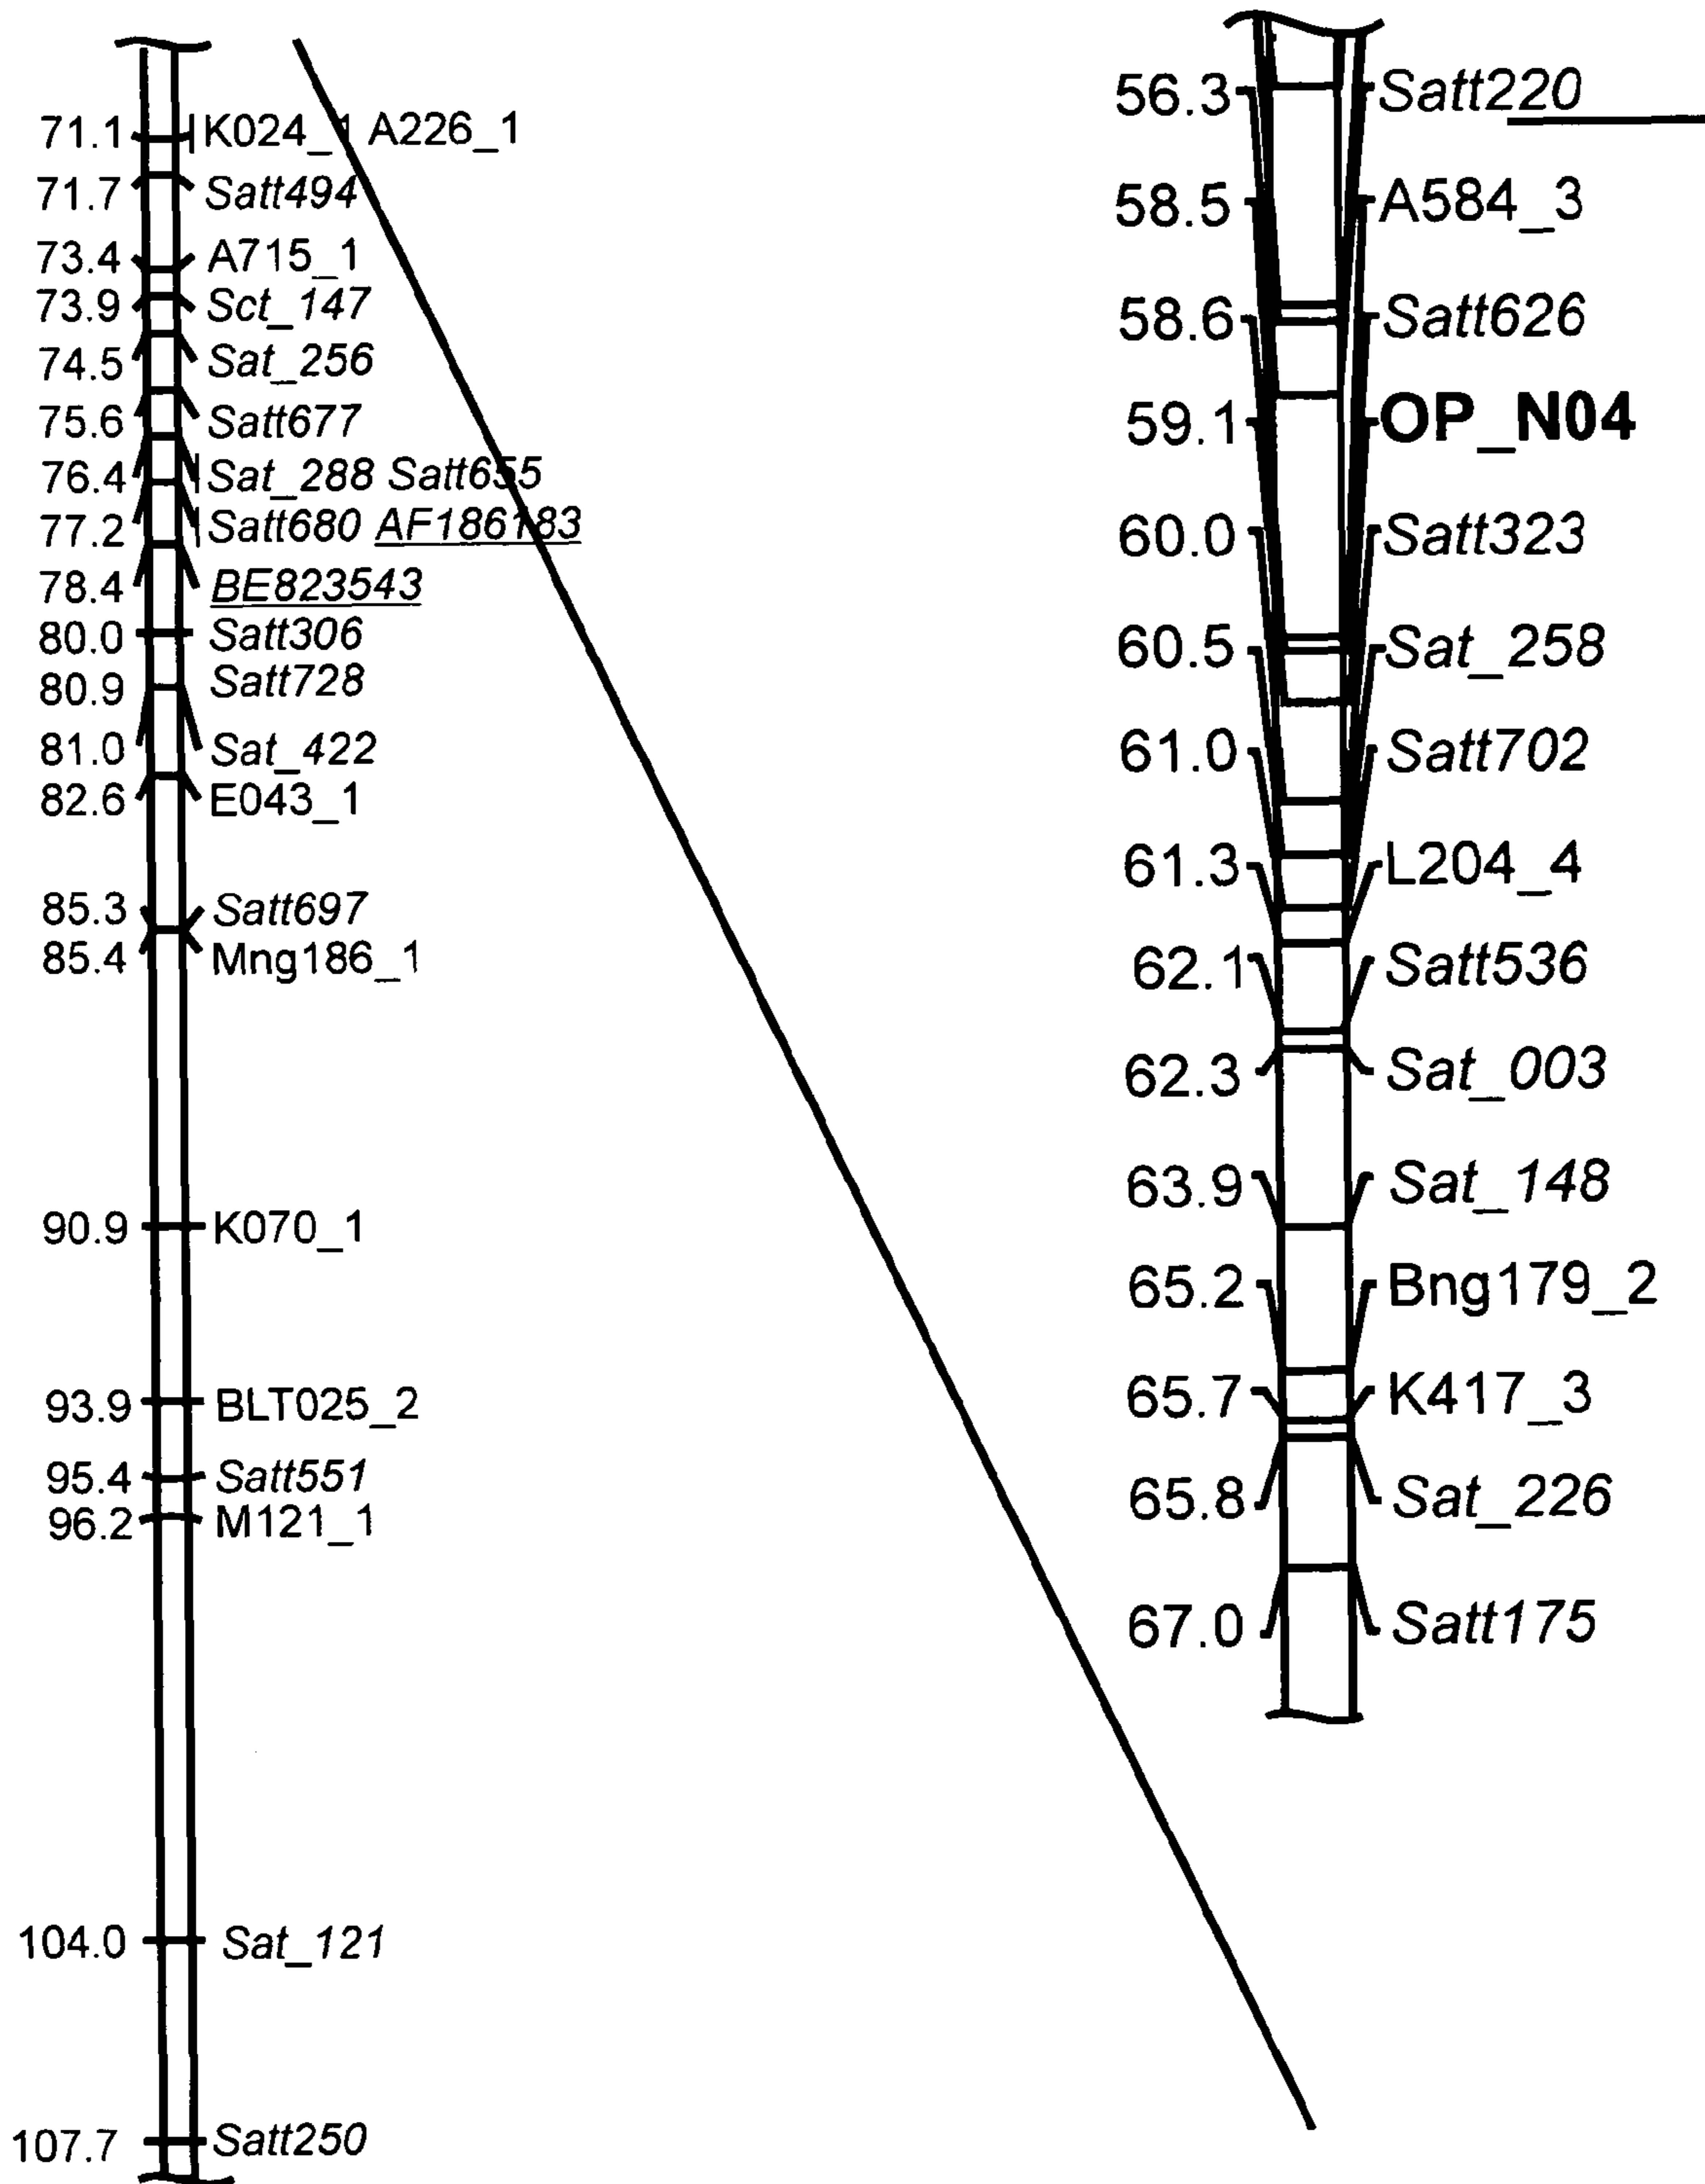 71.1 K024_1 A226_1
71.7 Satt494
73.4 A715_1
73.9 Sct_147
74.5 Sat_256
75.6 Satt677
76.4 Sat_288 Satt655
77.2 Satt680 AF186183
78.4 BE823543
80.0 Satt306
80.9 Satt728
81.0 Sat_422
82.6 E043_1
85.3 Satt697
85.4 Mng186_1
90.9 K070_1
93.9 BLT025_2
95.4 Satt551
96.2 M121_1
104.0 Sat_121
107.7 Satt250
56.3 Satt220
58.5 A584_3
58.6 Satt626
59.1 OP_N04
60.0 Satt323
60.5 Sat_258
61.0 Satt702
61.3 L204_4
62.1 Satt536
62.3 Sat_003
63.9 Sat_148
65.2 Bng179_2
65.7 K417_3
65.8 Sat_226
67.0 Satt175